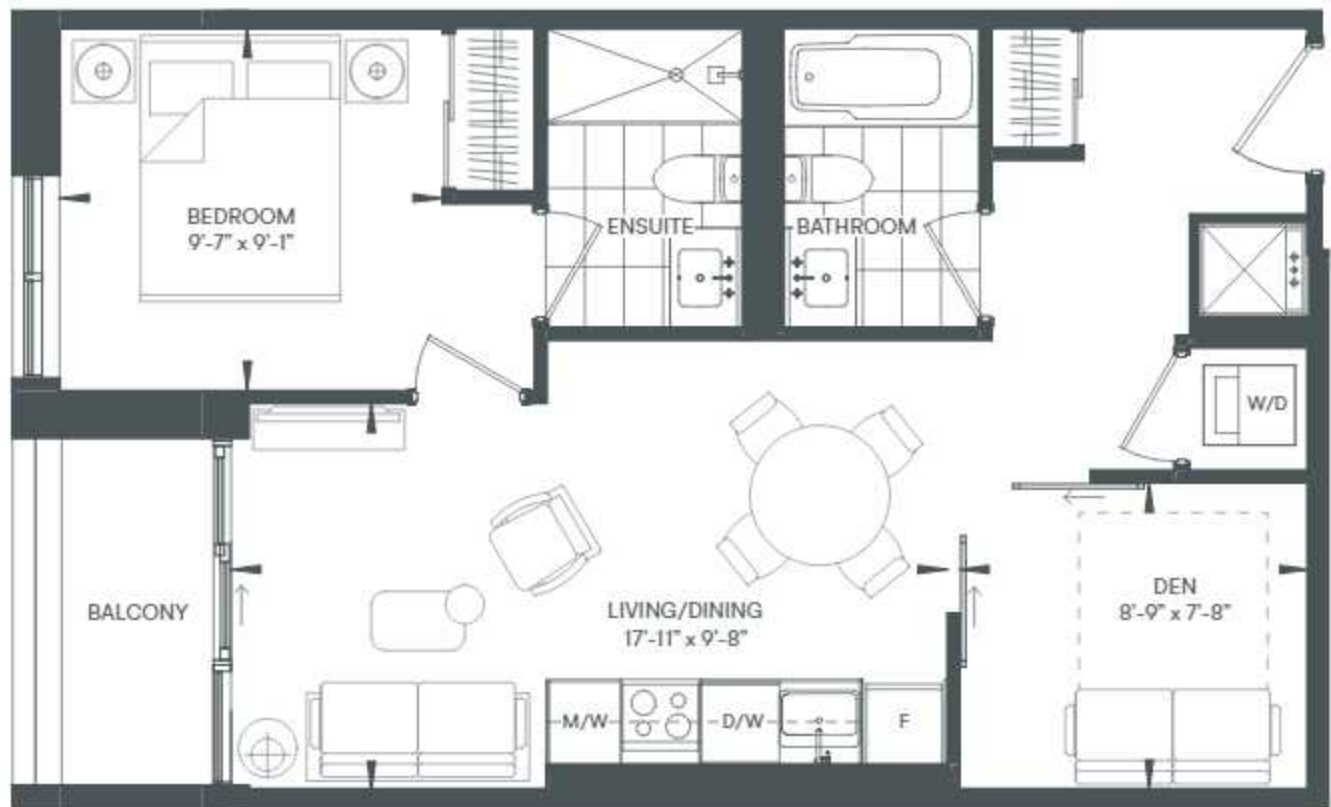 BEDROOM
9'-7" x 9'-1"
ENSUITE
BATHROOM
W/D
BALCONY
LIVING/DINING
17'-11" x 9'-8"
DEN
8'-9" x 7'-8"
M/W
D/W
F